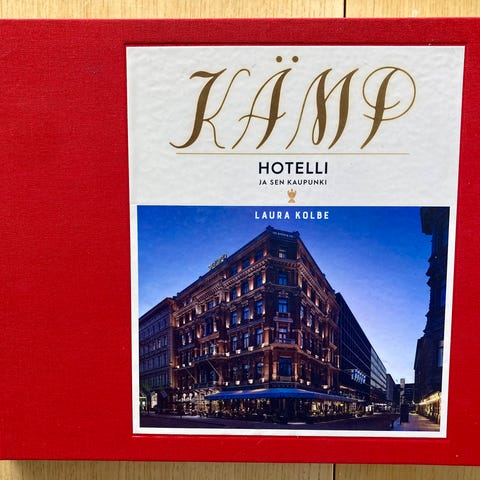 KÄMP
HOTELLI
JA SEN KAUPUNKI
LAURA KOLBE